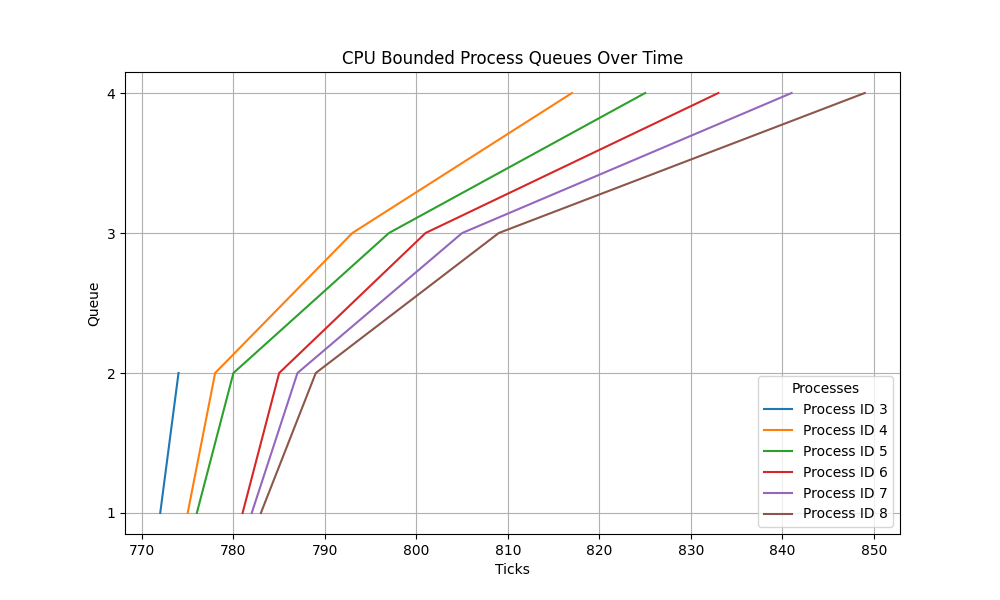 CPU Bounded Process Queues Over Time
Queue
4
3
2
1
Processes
Process ID 3
Process ID 4
Process ID 5
Process ID 6
Process ID 7
Process ID 8
770 780 790 800 810 820 830 840 850
Ticks